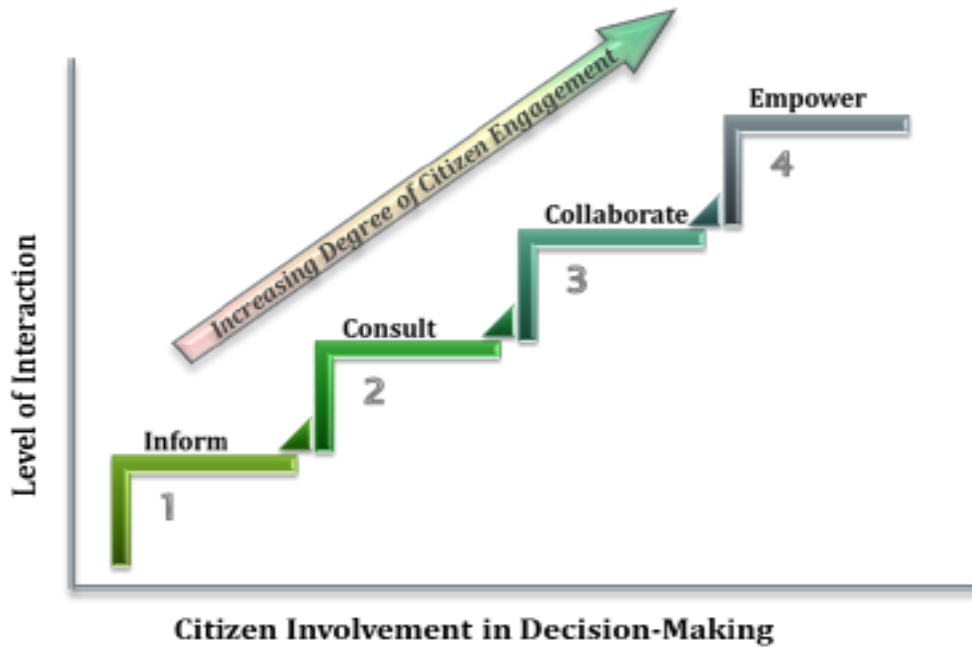 Increasing Degree of Citizen Engagement
Empower
4
Collaborate
3
Consult
2
Inform
1
Level of Interaction
Citizen Involvement in Decision-Making